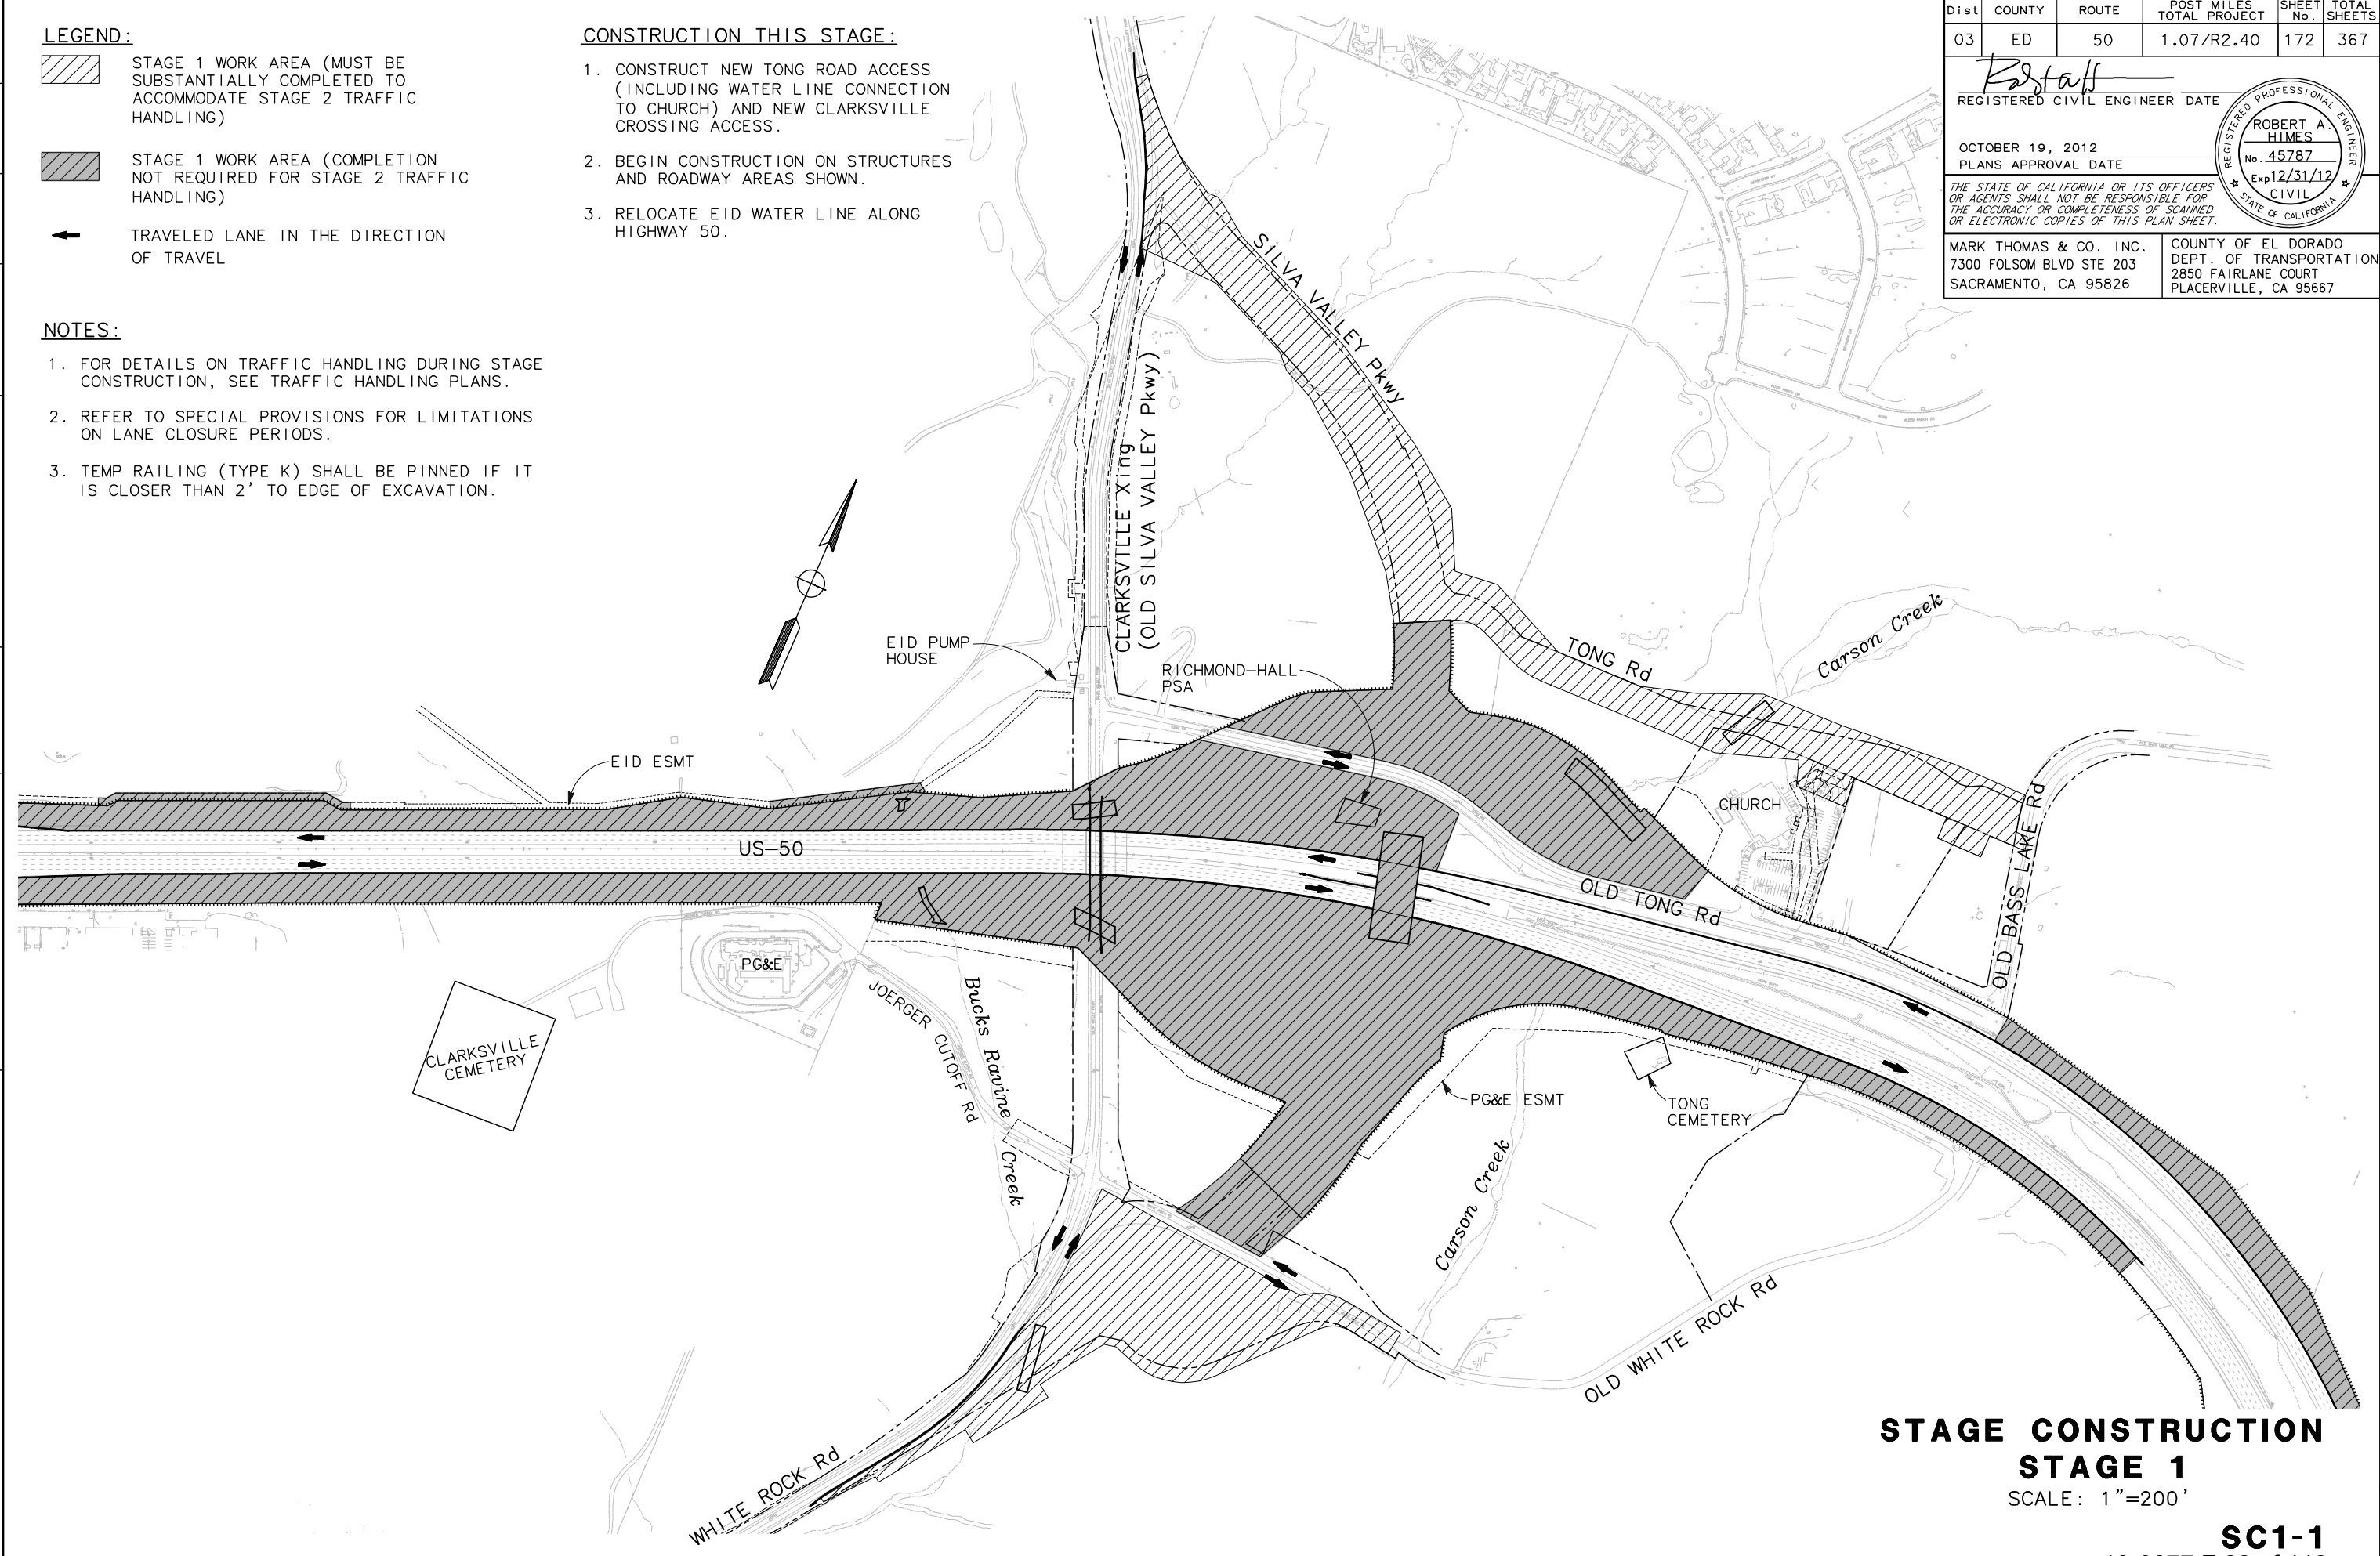 LEGEND:
STAGE 1 WORK AREA (MUST BE
SUBSTANTIALLY COMPLETED TO
ACCOMMODATE STAGE 2 TRAFFIC
HANDLING)
STAGE 1 WORK AREA (COMPLETION
NOT REQUIRED FOR STAGE 2 TRAFFIC
HANDLING)
TRAVELED LANE IN THE DIRECTION
OF TRAVEL
NOTES:
1. FOR DETAILS ON TRAFFIC HANDLING DURING STAGE
CONSTRUCTION, SEE TRAFFIC HANDLING PLANS.
2. REFER TO SPECIAL PROVISIONS FOR LIMITATIONS
ON LANE CLOSURE PERIODS.
3. TEMP RAILING (TYPE K) SHALL BE PINNED IF IT
IS CLOSER THAN 2' TO EDGE OF EXCAVATION.
CONSTRUCTION THIS STAGE:
1. CONSTRUCT NEW TONG ROAD ACCESS
(INCLUDING WATER LINE CONNECTION
TO CHURCH) AND NEW CLARKSVILLE
CROSSING ACCESS.
2. BEGIN CONSTRUCTION ON STRUCTURES
AND ROADWAY AREAS SHOWN.
3. RELOCATE EID WATER LINE ALONG
HIGHWAY 50.
Dist COUNTY ROUTE POST MILES TOTAL PROJECT SHEET No. TOTAL SHEETS
03 ED 50 1.07/R2.40 172 367
REGISTERED CIVIL ENGINEER DATE
OCTOBER 19, 2012
PLANS APPROVAL DATE
THE STATE OF CALIFORNIA OR ITS OFFICERS
OR AGENTS SHALL NOT BE RESPONSIBLE FOR
THE ACCURACY OR COMPLETENESS OF SCANNED
OR ELECTRONIC COPIES OF THIS PLAN SHEET.
REGISTERED PROFESSIONAL ENGINEER
ROBERT A.
HIMES
No. 45787
Exp 12/31/12
CIVIL
STATE OF CALIFORNIA
MARK THOMAS & CO. INC.
7300 FOLSOM BLVD STE 203
SACRAMENTO, CA 95826
COUNTY OF EL DORADO
DEPT. OF TRANSPORTATION
2850 FAIRLANE COURT
PLACERVILLE, CA 95667
SILVA VALLEY Pkwy
CLARKSVILLE Xing
(OLD SILVA VALLEY Pkwy)
EID PUMP
HOUSE
RICHMOND-HALL
PSA
TONG Rd
Carson Creek
EID ESMT
CHURCH
US-50
OLD TONG Rd
OLD BASS LAKE Rd
PG&E
JOERGER CUTOFF Rd
Bucks Ravine Creek
CLARKSVILLE
CEMETERY
PG&E ESMT
TONG
CEMETERY
Carson Creek
OLD WHITE ROCK Rd
WHITE ROCK Rd
STAGE CONSTRUCTION
STAGE 1
SCALE: 1"=200'
SC1-1